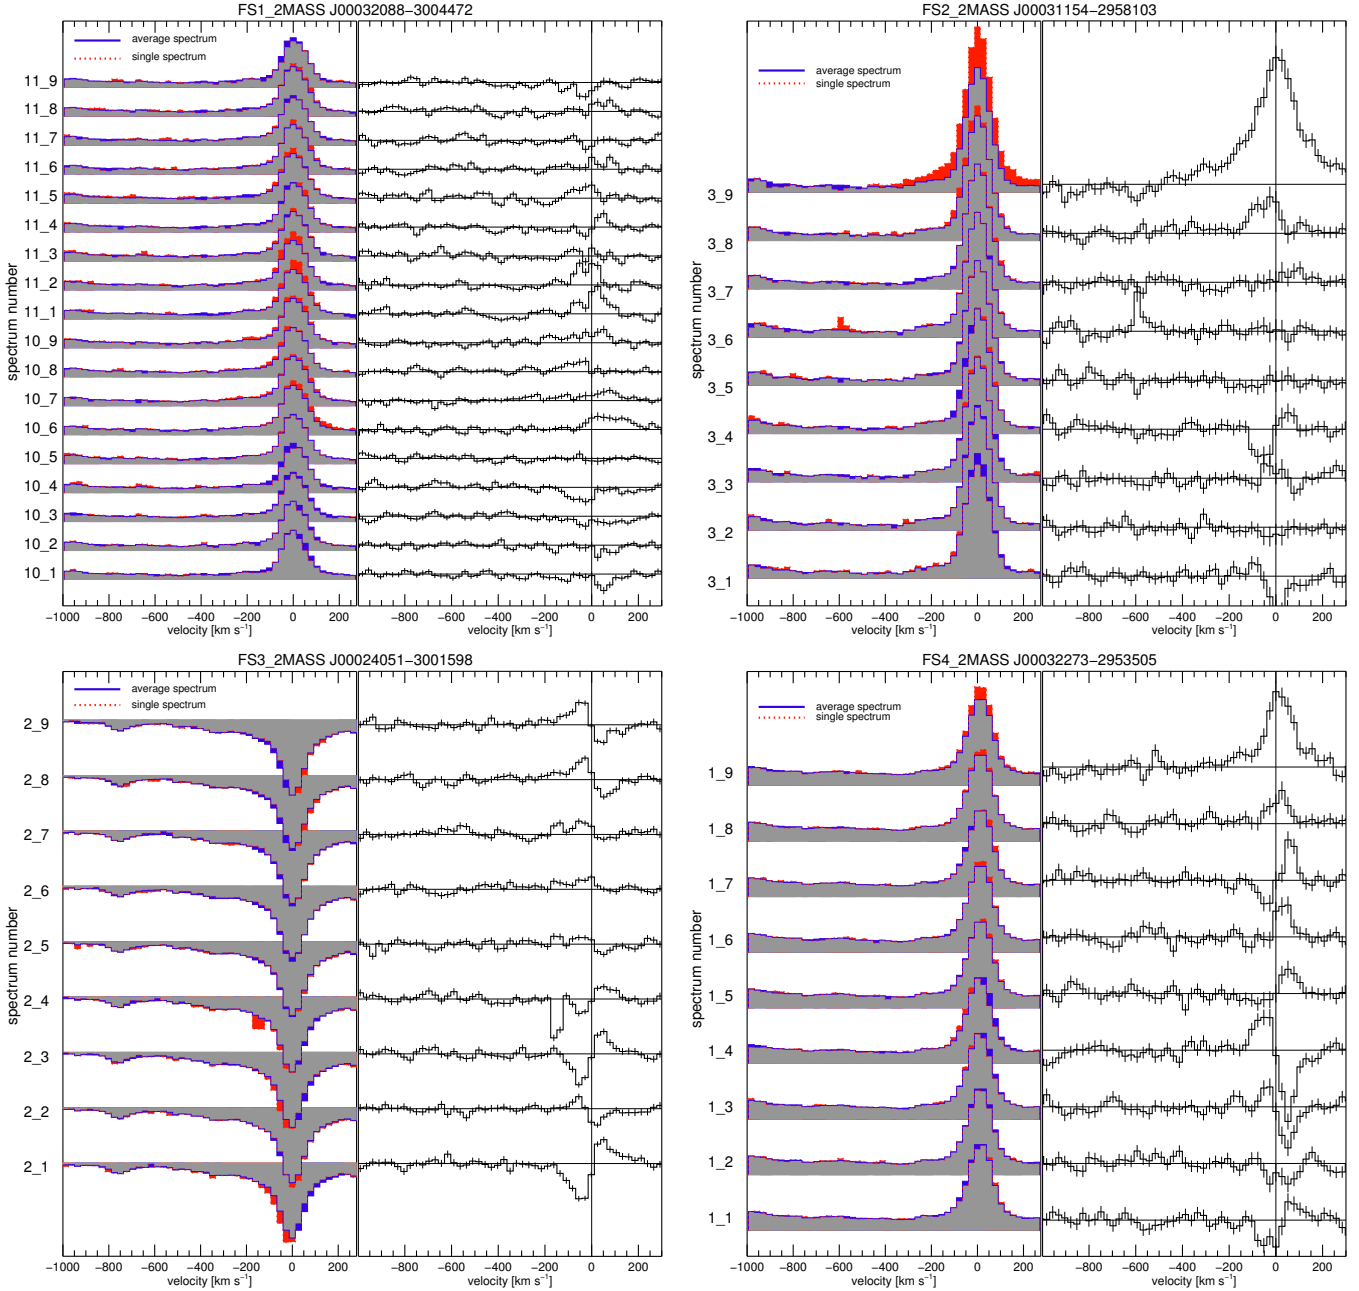 FS1_2MASS J00032088−3004472
average spectrum
single spectrum
11_9
11_8
11_7
11_6
11_5
11_4
11_3
11_2
11_1
10_9
10_8
10_7
10_6
10_5
10_4
10_3
10_2
10_1
spectrum number
−1000 −800 −600 −400 −200 0 200
−800 −600 −400 −200 0 200
velocity [km s⁻¹]
velocity [km s⁻¹]
FS2_2MASS J00031154−2958103
average spectrum
single spectrum
3_9
3_8
3_7
3_6
3_5
3_4
3_3
3_2
3_1
spectrum number
−800 −600 −400 −200 0 200
−800 −600 −400 −200 0 200
velocity [km s⁻¹]
velocity [km s⁻¹]
FS3_2MASS J00024051−3001598
average spectrum
single spectrum
2_9
2_8
2_7
2_6
2_5
2_4
2_3
2_2
2_1
spectrum number
−1000 −800 −600 −400 −200 0 200
−800 −600 −400 −200 0 200
velocity [km s⁻¹]
velocity [km s⁻¹]
FS4_2MASS J00032273−2953505
average spectrum
single spectrum
1_9
1_8
1_7
1_6
1_5
1_4
1_3
1_2
1_1
spectrum number
−800 −600 −400 −200 0 200
−800 −600 −400 −200 0 200
velocity [km s⁻¹]
velocity [km s⁻¹]